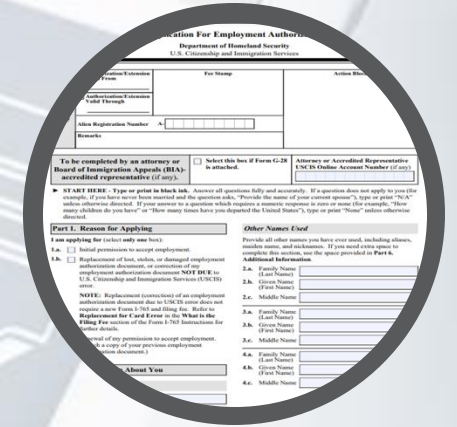 ication For Employment Author
Department of Homeland Security
U.S. Citizenship and Immigration Services
Authorization/Extension
From
Fee Stamp
Action Block
Authorization/Extension
Valid Through
Alien Registration Number A-
Remarks
To be completed by an attorney or
Board of Immigration Appeals (BIA)-
accredited representative (if any).
Select this box if Form G-28
is attached.
Attorney or Accredited Representative
USCIS Online Account Number (if any)
► START HERE - Type or print in black ink. Answer all questions fully and accurately. If a question does not apply to you (for
example, if you have never been married and the question asks, "Provide the name of your current spouse"), type or print "N/A"
unless otherwise directed. If your answer to a question which requires a numeric response is zero or none (for example, "How
many children do you have" or "How many times have you departed the United States"), type or print "None" unless otherwise
directed.
Part 1. Reason for Applying
I am applying for (select only one box):
1.a. Initial permission to accept employment.
1.b. Replacement of lost, stolen, or damaged employment
authorization document, or correction of my
employment authorization document NOT DUE to
U.S. Citizenship and Immigration Services (USCIS)
error.
NOTE: Replacement (correction) of an employment
authorization document due to USCIS error does not
require a new Form I-765 and filing fee. Refer to
Replacement for Card Error in the What is the
Filing Fee section of the Form I-765 Instructions for
further details.
newal of my permission to accept employment.
h a copy of your previous employment
ization document.)
About You
Other Names Used
Provide all other names you have ever used, including aliases,
maiden name, and nicknames. If you need extra space to
complete this section, use the space provided in Part 6.
Additional Information.
2.a. Family Name
(Last Name)
2.b. Given Name
(First Name)
2.c. Middle Name
3.a. Family Name
(Last Name)
3.b. Given Name
(First Name)
3.c. Middle Name
4.a. Family Name
(Last Name)
4.b. Given Name
(First Name)
4.c. Middle Name